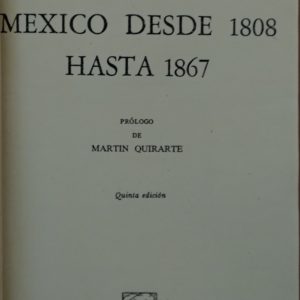 MEXICO DESDE 1808
HASTA 1867
PRÓLOGO
DE
MARTIN QUIRARTE
Quinta edición